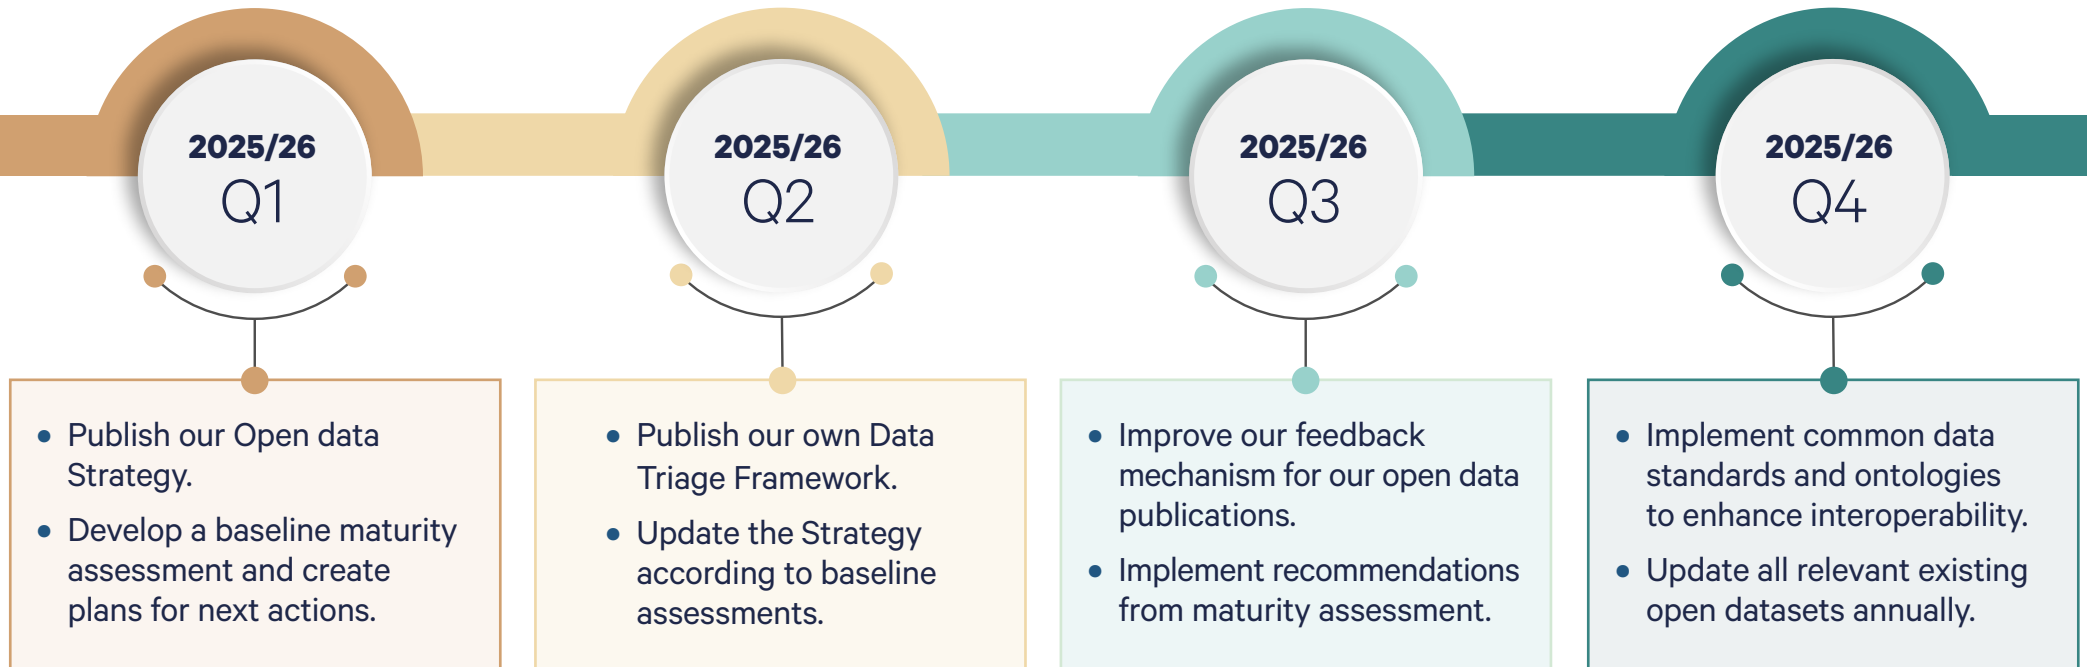 2025/26
Q1
2025/26
Q2
2025/26
Q3
2025/26
Q4
• Publish our Open data
Strategy.
• Develop a baseline maturity
assessment and create
plans for next actions.
• Publish our own Data
Triage Framework.
• Update the Strategy
according to baseline
assessments.
• Improve our feedback
mechanism for our open data
publications.
• Implement recommendations
from maturity assessment.
• Implement common data
standards and ontologies
to enhance interoperability.
• Update all relevant existing
open datasets annually.